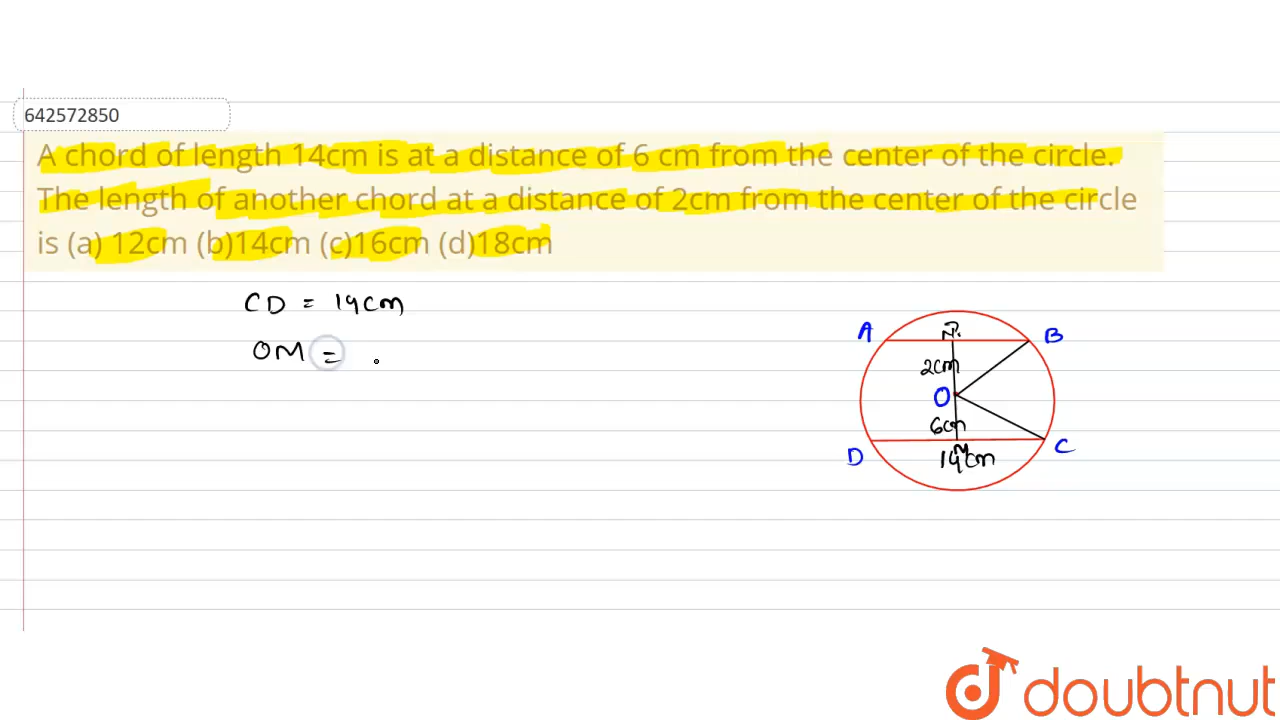 642572850
A chord of length 14cm is at a distance of 6 cm from the center of the circle.
The length of another chord at a distance of 2cm from the center of the circle
is (a) 12cm (b)14cm (c)16cm (d)18cm
CD = 14cm
OM =
A
N
B
2cm
O
6cm
D
M
C
14cm
doubtnut